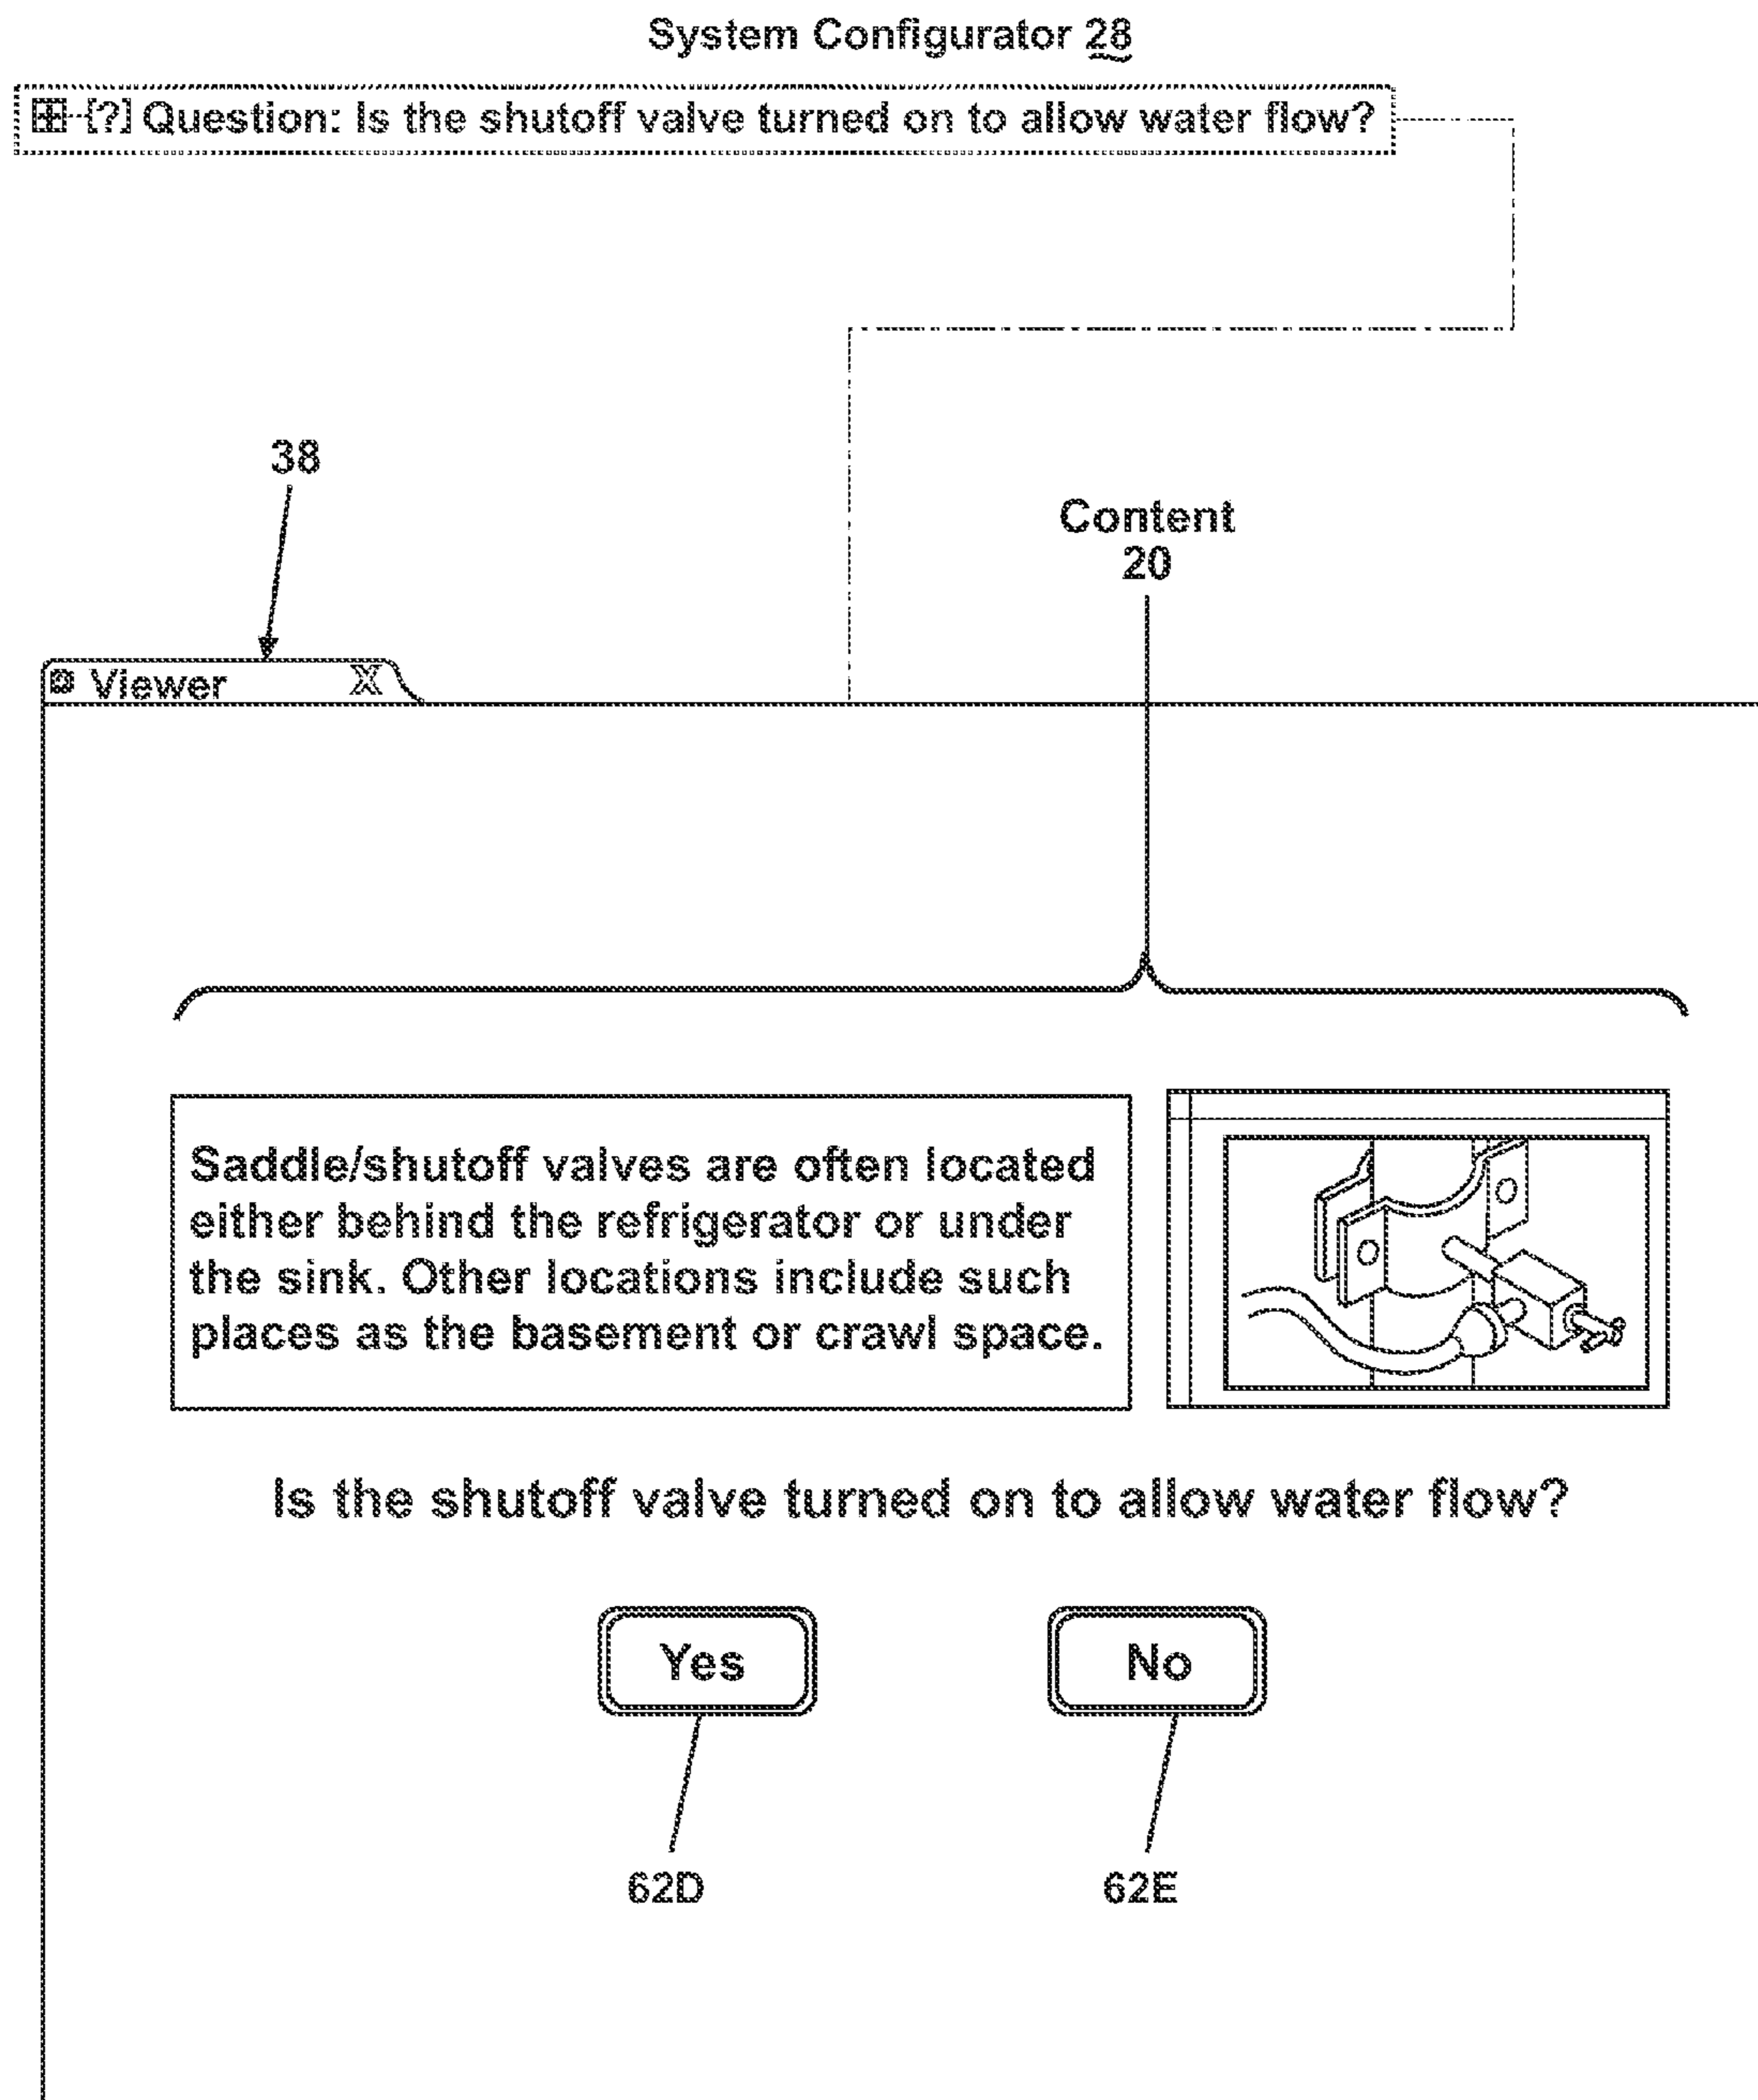 System Configurator 28
[?] Question: Is the shutoff valve turned on to allow water flow?
38
Content
20
Viewer X
Saddle/shutoff valves are often located
either behind the refrigerator or under
the sink. Other locations include such
places as the basement or crawl space.
Is the shutoff valve turned on to allow water flow?
Yes No
62D 62E